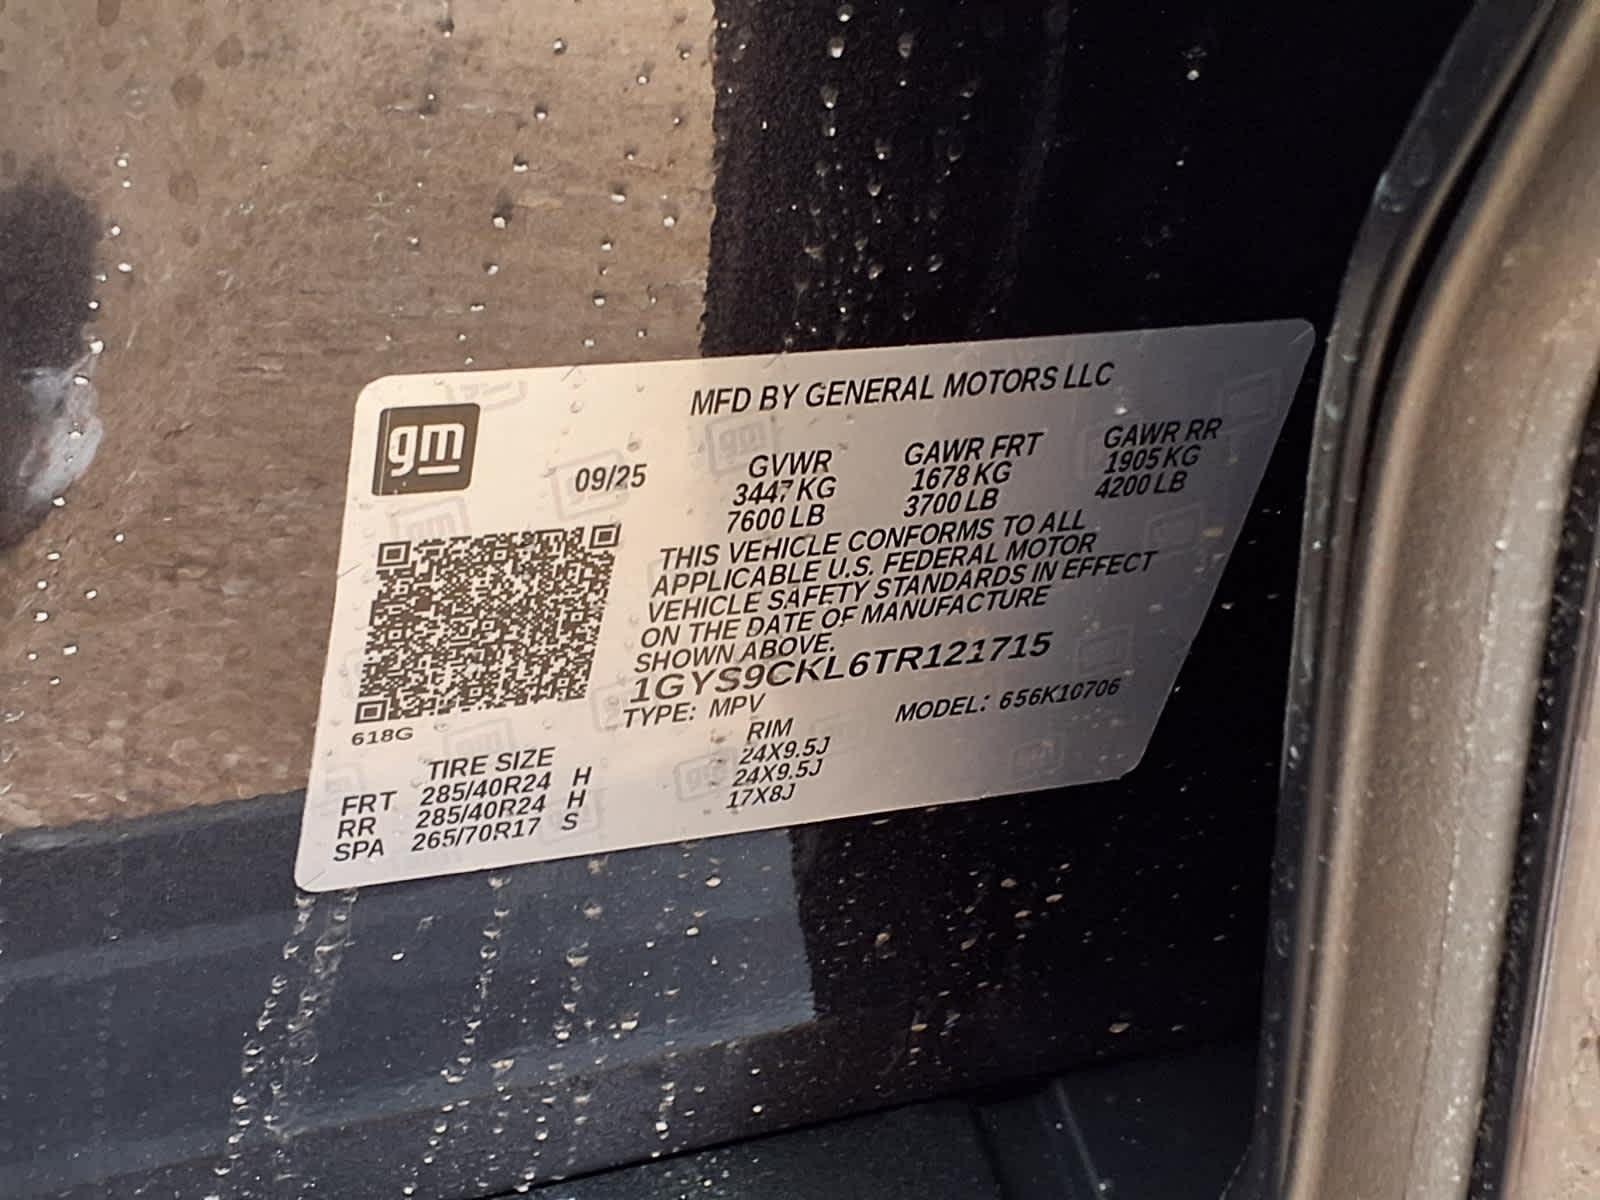 MFD BY GENERAL MOTORS LLC
gm
09/25
GVWR
3447 KG
7600 LB
GAWR FRT
1678 KG
3700 LB
GAWR RR
1905 KG
4200 LB
THIS VEHICLE CONFORMS TO ALL
APPLICABLE U.S. FEDERAL MOTOR
VEHICLE SAFETY STANDARDS IN EFFECT
ON THE DATE OF MANUFACTURE
SHOWN ABOVE.
1GYS9CKL6TR121715
TYPE: MPV MODEL: 656K10706
618G
TIRE SIZE RIM
FRT 285/40R24 H 24X9.5J
RR 285/40R24 H 24X9.5J
SPA 265/70R17 S 17X8J